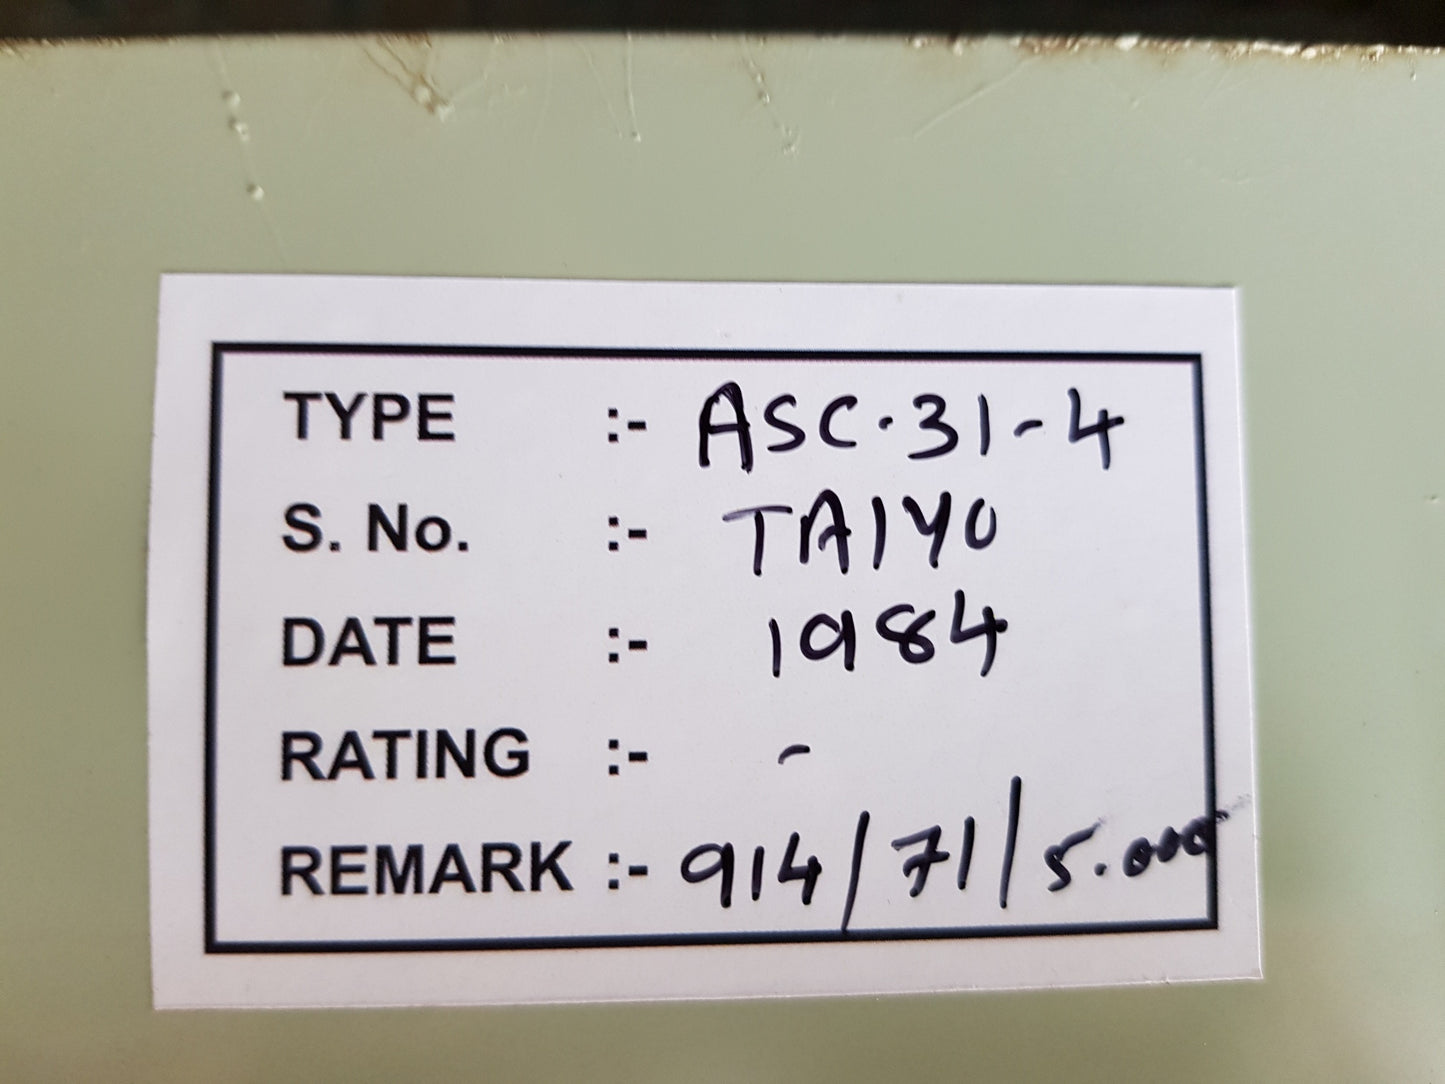 TYPE :- ASC.31-4
S. No. :- TAIYO
DATE :- 1984
RATING :- -
REMARK :- 914/71/5.000